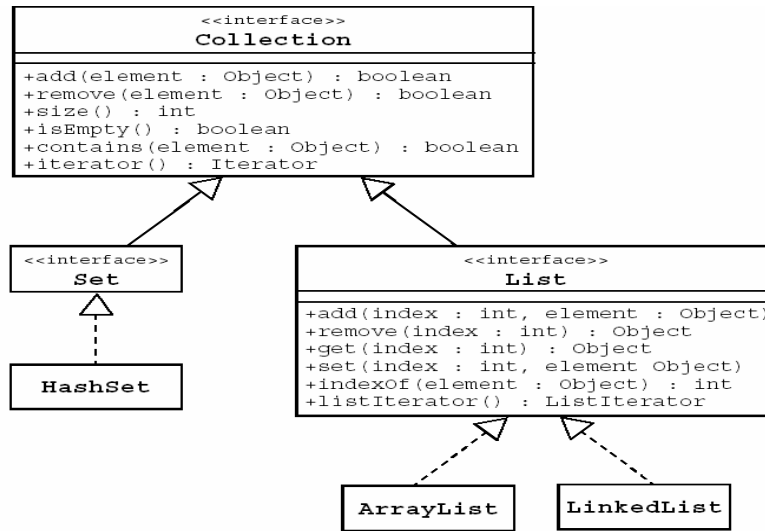 <<interface>>
Collection
+add(element : Object) : boolean
+remove(element : Object) : boolean
+size() : int
+isEmpty() : boolean
+contains(element : Object) : boolean
+iterator() : Iterator
<<interface>>
Set
HashSet
<<interface>>
List
+add(index : int, element : Object)
+remove(index : int) : Object
+get(index : int) : Object
+set(index : int, element Object)
+indexOf(element : Object) : int
+listIterator() : ListIterator
ArrayList
LinkedList